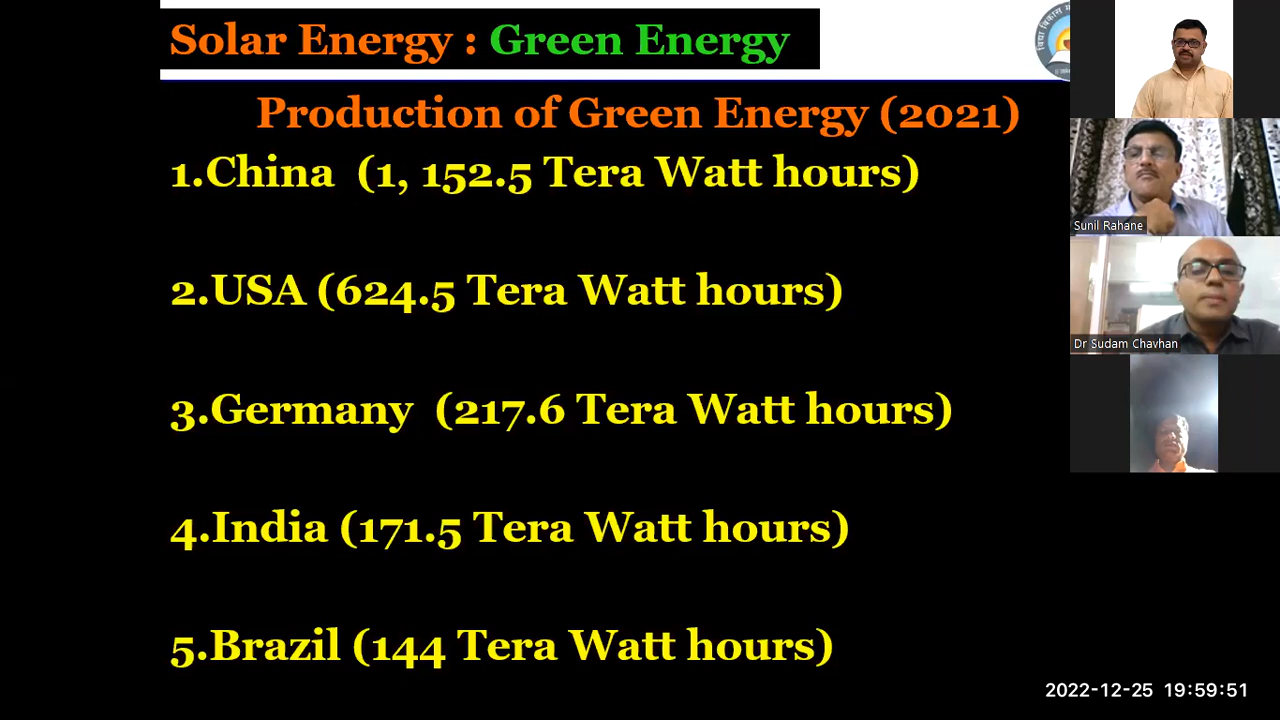 Solar Energy : Green Energy
Production of Green Energy (2021)
1.China (1, 152.5 Tera Watt hours)
2.USA (624.5 Tera Watt hours)
3.Germany (217.6 Tera Watt hours)
4.India (171.5 Tera Watt hours)
5.Brazil (144 Tera Watt hours)
Sunil Rahane
Dr Sudam Chavhan
2022-12-25 19:59:51